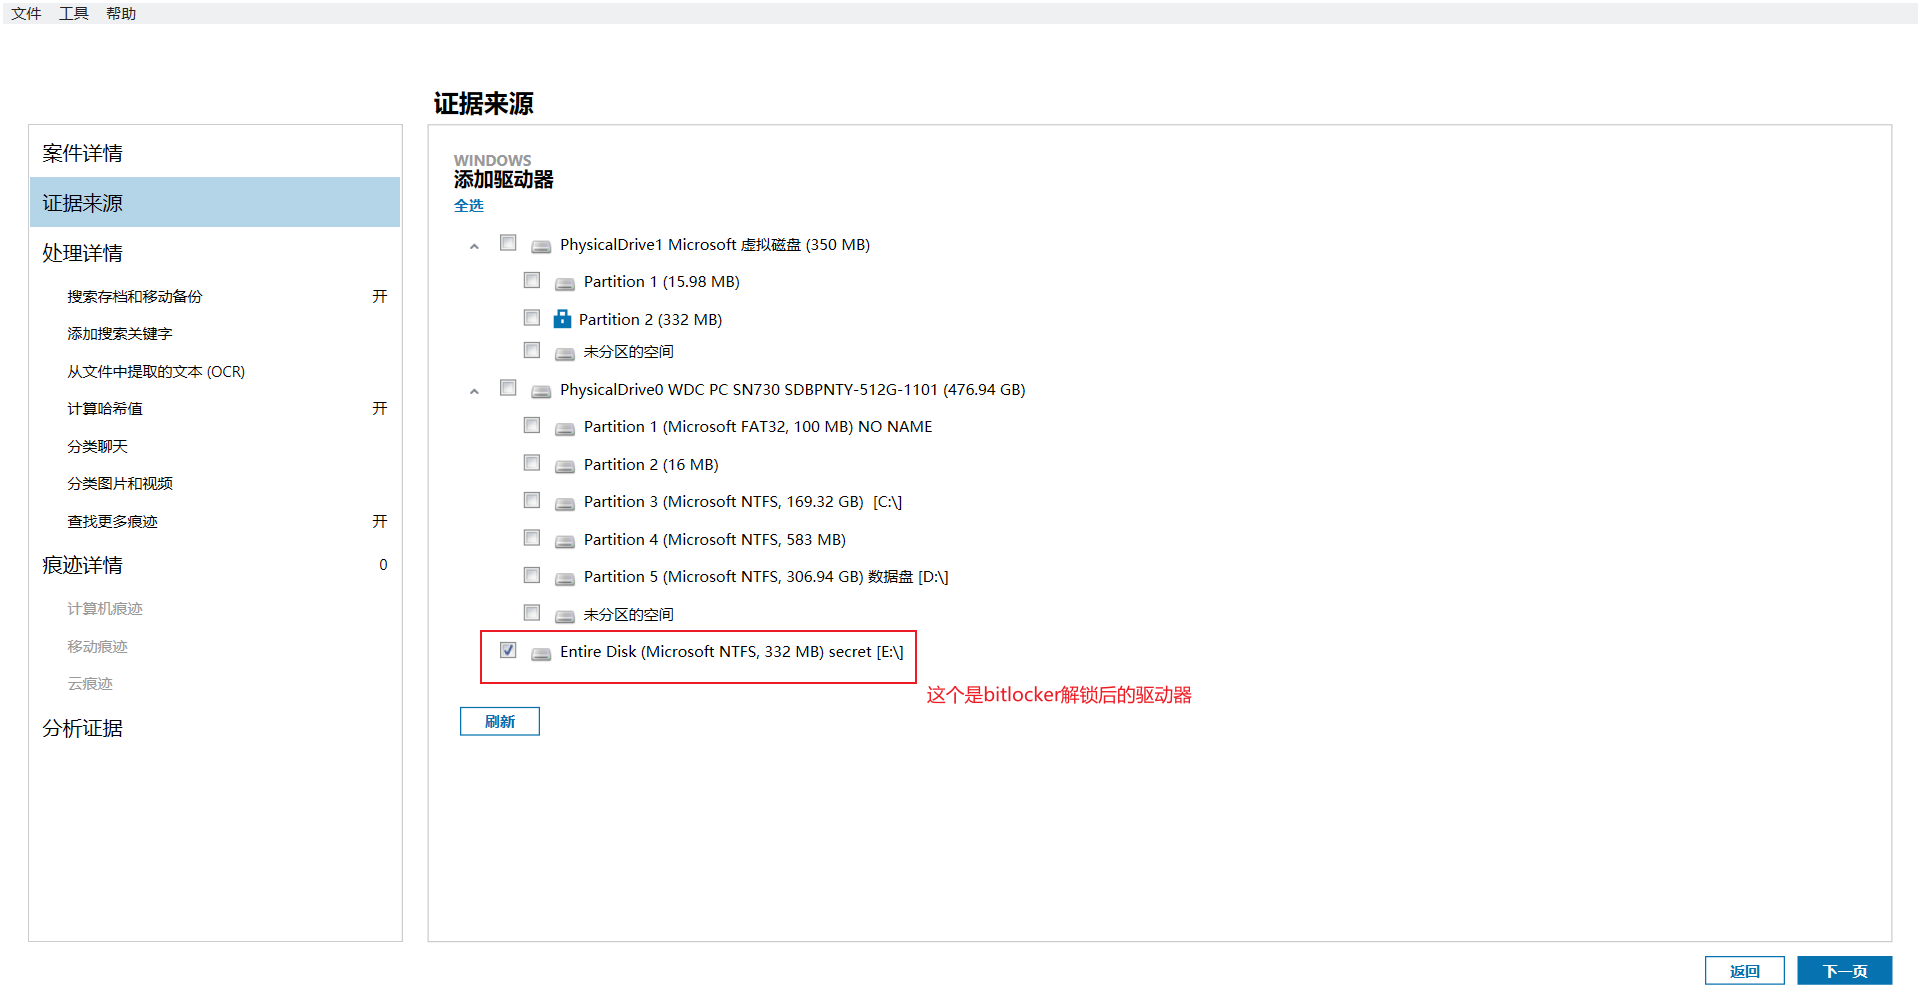 文件 工具 帮助
证据来源
案件详情
证据来源
处理详情
搜索存档和移动备份 开
添加搜索关键字
从文件中提取的文本 (OCR)
计算哈希值 开
分类聊天
分类图片和视频
查找更多痕迹 开
痕迹详情 0
计算机痕迹
移动痕迹
云痕迹
分析证据
WINDOWS
添加驱动器
全选
PhysicalDrive1 Microsoft 虚拟磁盘 (350 MB)
Partition 1 (15.98 MB)
Partition 2 (332 MB)
未分区的空间
PhysicalDrive0 WDC PC SN730 SDBPNTY-512G-1101 (476.94 GB)
Partition 1 (Microsoft FAT32, 100 MB) NO NAME
Partition 2 (16 MB)
Partition 3 (Microsoft NTFS, 169.32 GB) [C:\]
Partition 4 (Microsoft NTFS, 583 MB)
Partition 5 (Microsoft NTFS, 306.94 GB) 数据盘 [D:\]
未分区的空间
Entire Disk (Microsoft NTFS, 332 MB) secret [E:\]
这个是bitlocker解锁后的驱动器
刷新
返回 下一页